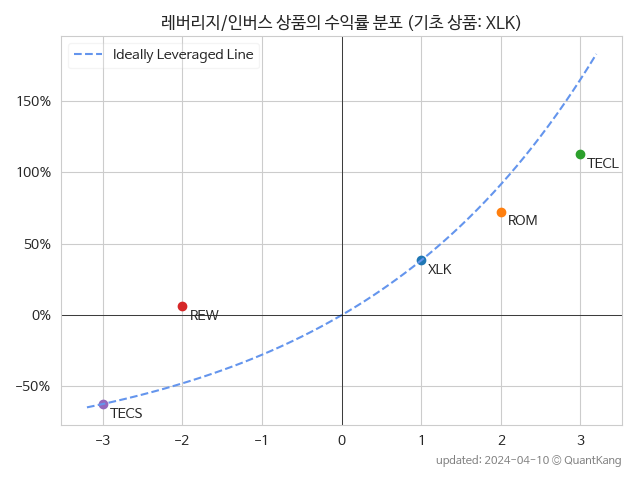 레버리지/인버스 상품의 수익률 분포 (기초 상품: XLK)
Ideally Leveraged Line
150%
100%
50%
0%
−50%
TECL
ROM
XLK
REW
TECS
−3 −2 −1 0 1 2 3
updated: 2024-04-10 © QuantKang